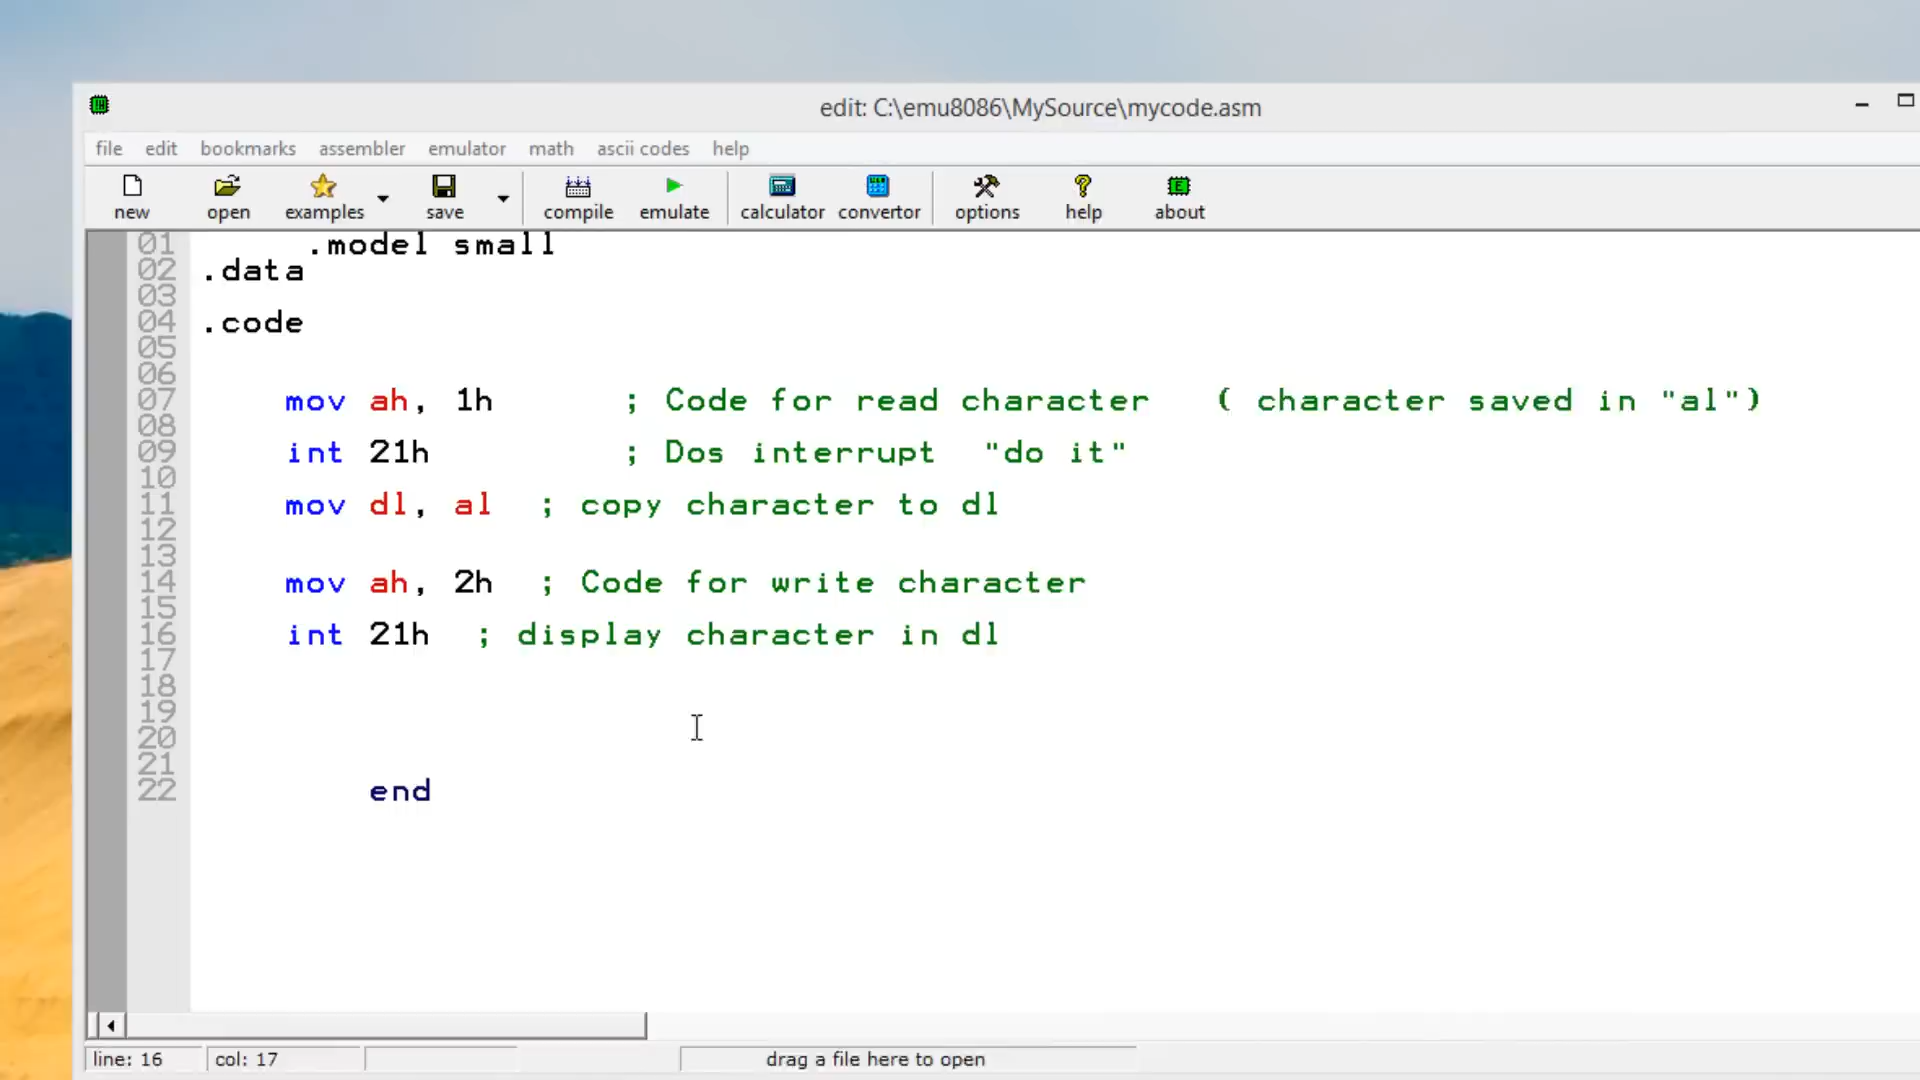 edit: C:\emu8086\MySource\mycode.asm
file edit bookmarks assembler emulator math ascii codes help
new open examples save compile emulate calculator convertor options help about
01 .model small
02 .data
03
04 .code
05
06
07 mov ah, 1h ; Code for read character ( character saved in "al")
08
09 int 21h ; Dos interrupt "do it"
10
11 mov dl, al ; copy character to dl
12
13
14 mov ah, 2h ; Code for write character
15
16 int 21h ; display character in dl
17
18
19
20
21
22 end
line: 16 col: 17 drag a file here to open